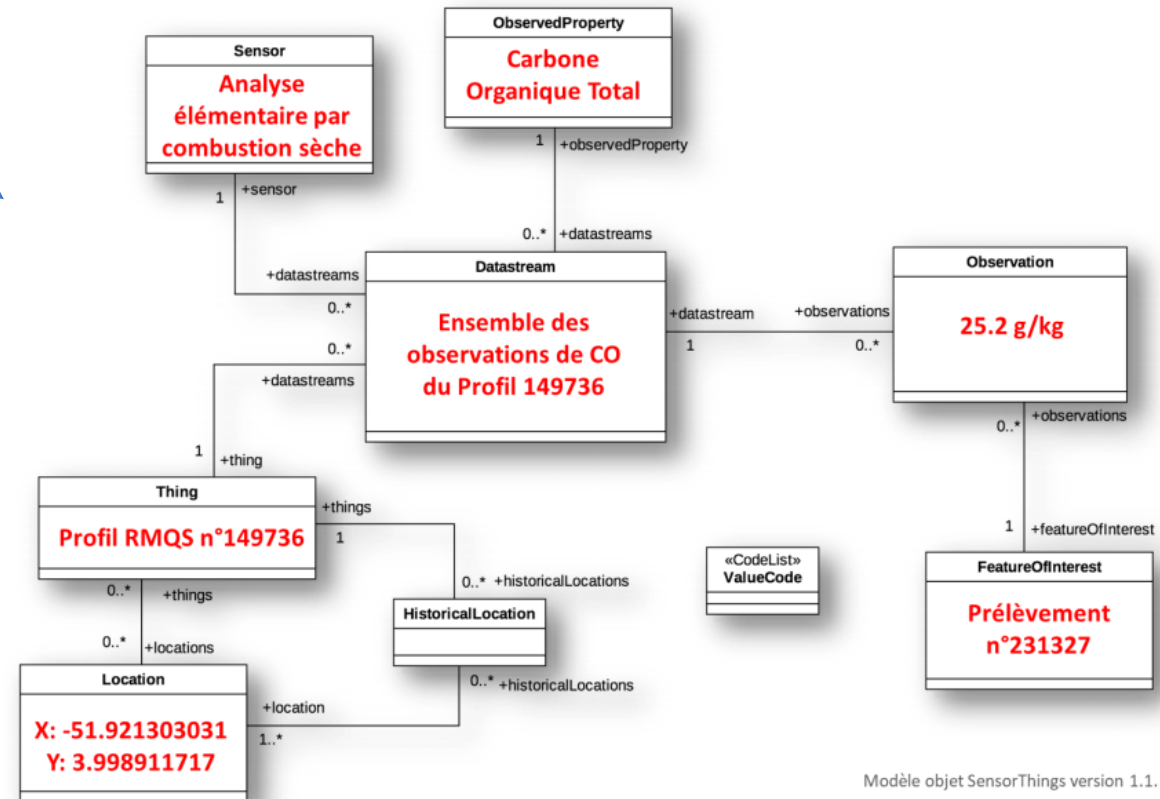 ObservedProperty
Carbone
Organique Total
Sensor
Analyse
élémentaire par
combustion sèche
1 +observedProperty
1 +sensor
0..* +datastreams
+datastreams
0..*
Datastream
Ensemble des
observations de CO
du Profil 149736
+datastream
1
+observations
0..*
Observation
25.2 g/kg
0..*
+datastreams
1
+thing
+observations
0..*
Thing
Profil RMQS n°149736
+things
1
1
+featureOfInterest
FeatureOfInterest
Prélèvement
n°231327
«CodeList»
ValueCode
0..* +historicalLocations
HistoricalLocation
0..* +things
0..*
+locations
Location
X: -51.921303031
Y: 3.998911717
0..* +historicalLocations
+location
1..*
Modèle objet SensorThings version 1.1.